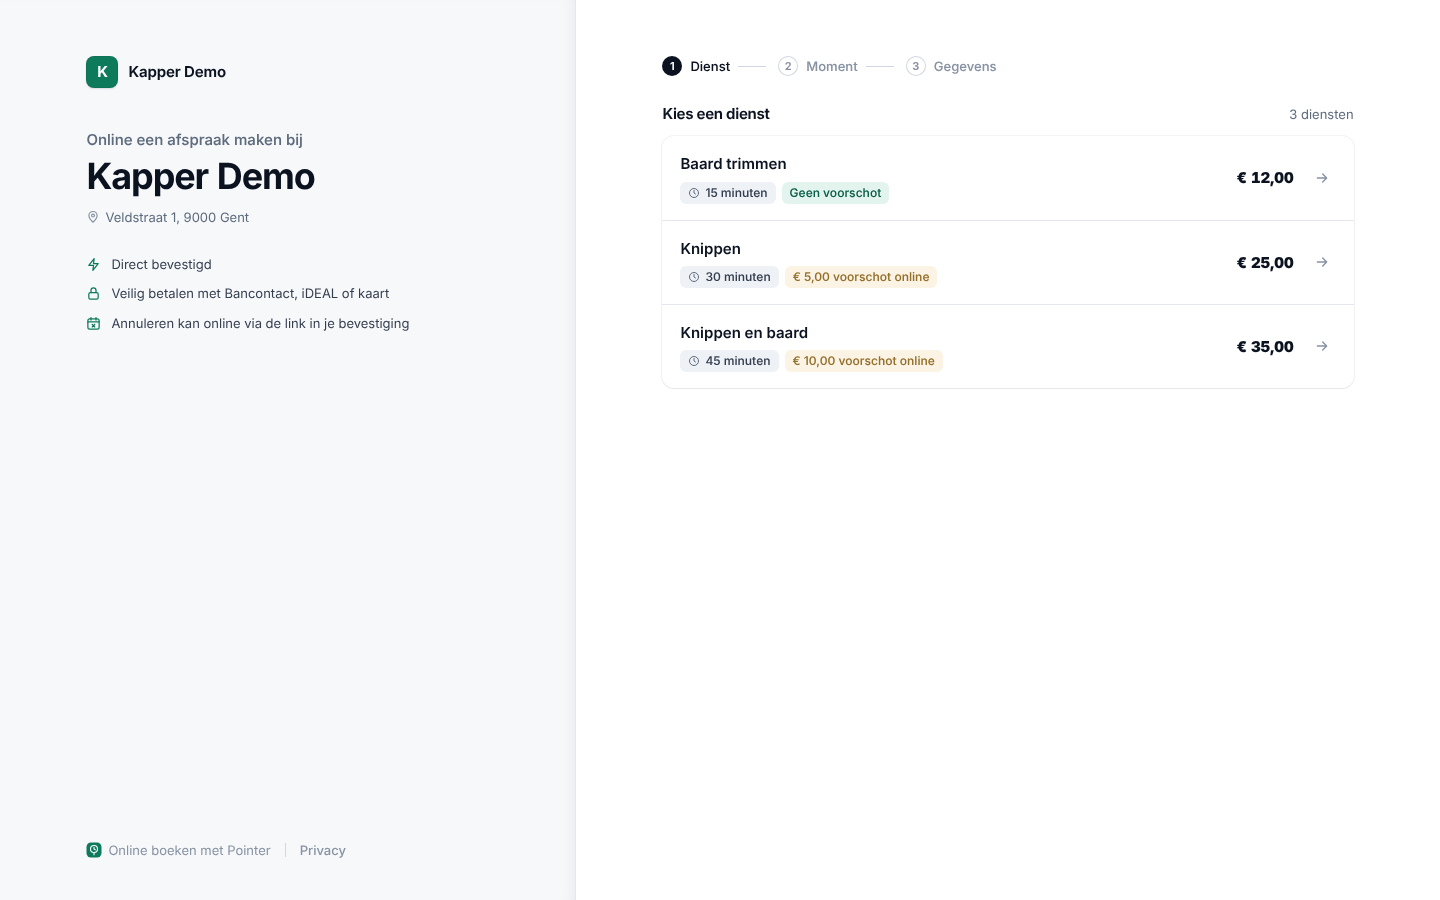 K Kapper Demo
Online een afspraak maken bij
Kapper Demo
Veldstraat 1, 9000 Gent
Direct bevestigd
Veilig betalen met Bancontact, iDEAL of kaart
Annuleren kan online via de link in je bevestiging
Online boeken met Pointer | Privacy
1 Dienst 2 Moment 3 Gegevens
Kies een dienst 3 diensten
Baard trimmen
15 minuten Geen voorschot € 12,00
Knippen
30 minuten € 5,00 voorschot online € 25,00
Knippen en baard
45 minuten € 10,00 voorschot online € 35,00